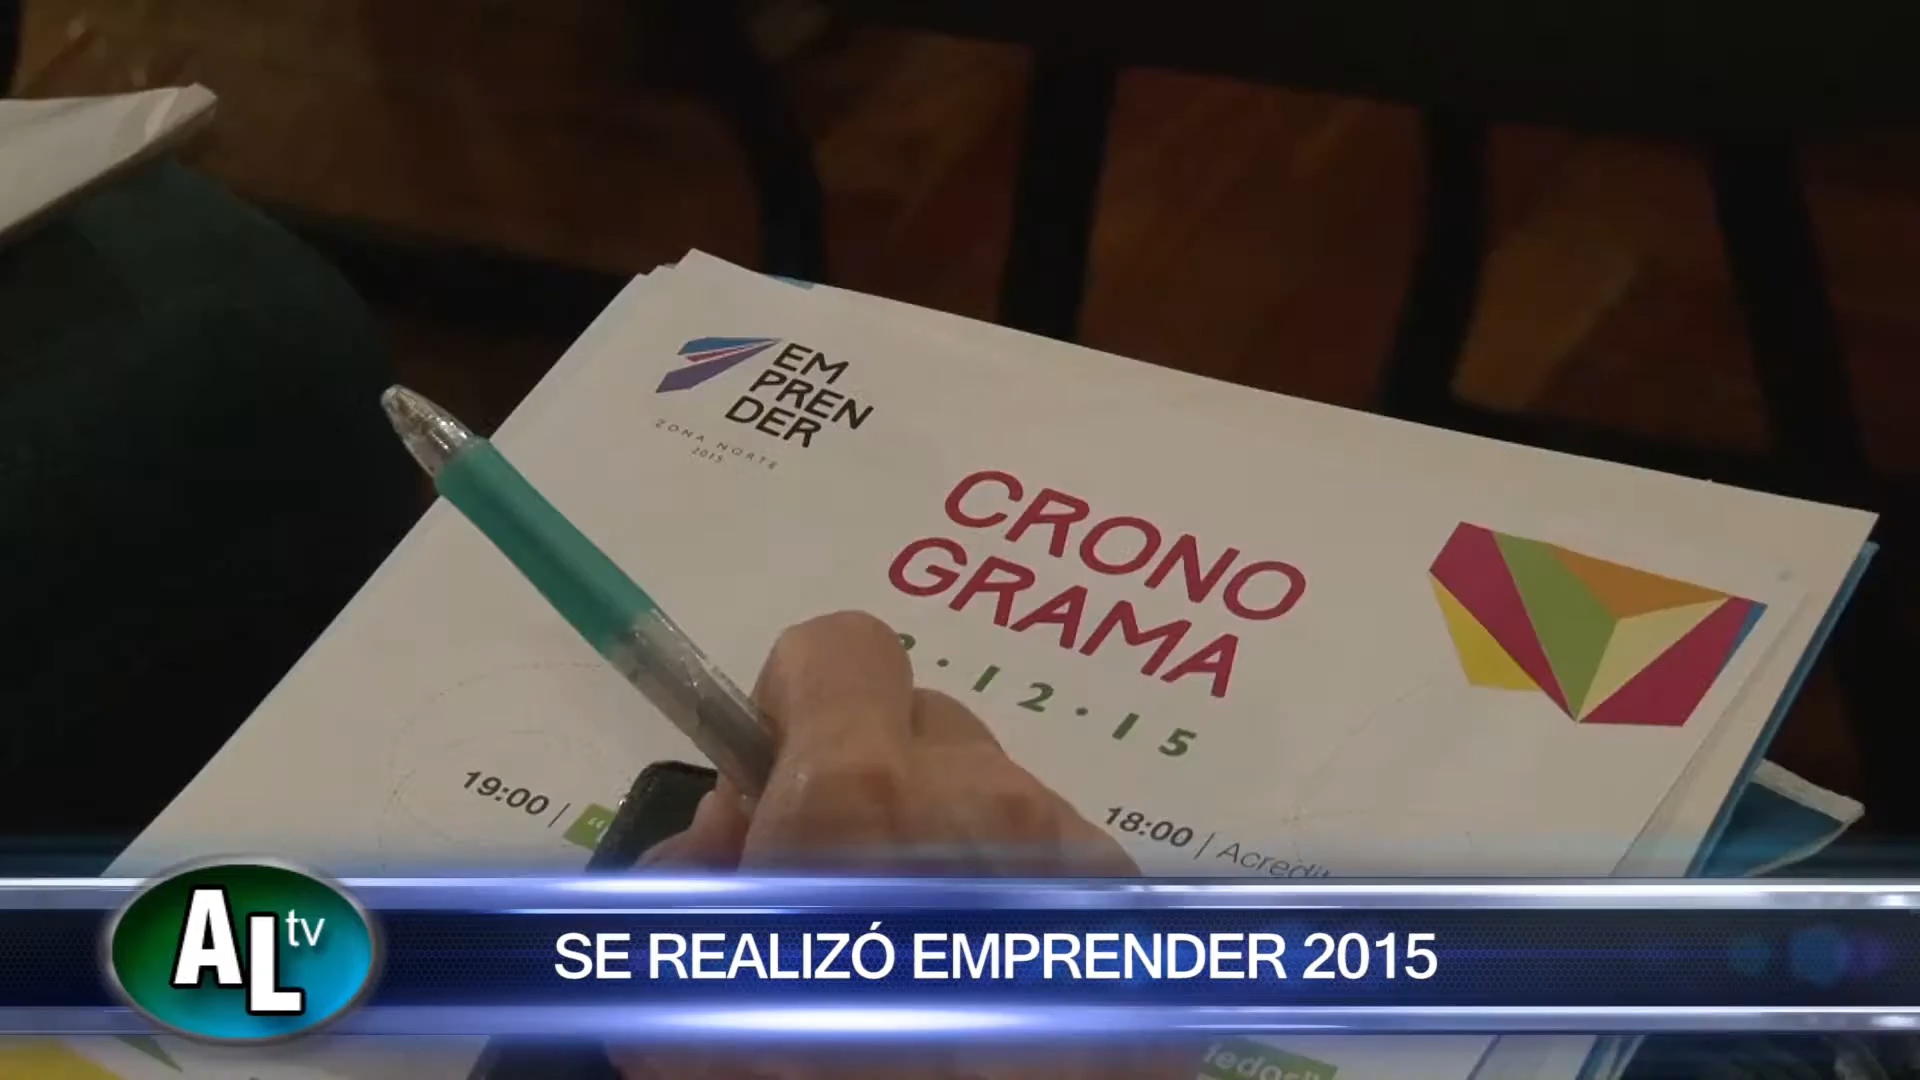 EM
PREN
DER
ZONA NORTE
2015
CRONO
GRAMA
· 12 · 15
19:00 |
18:00 |
AL tv
SE REALIZÓ EMPRENDER 2015